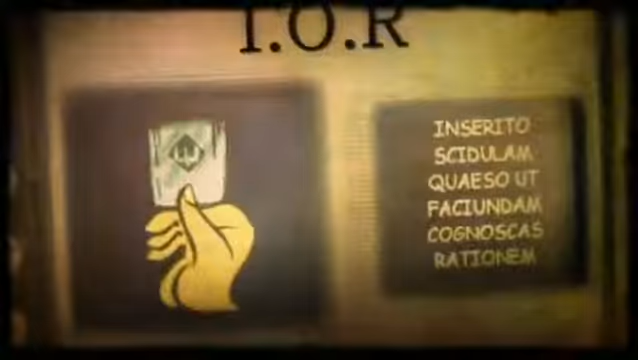 I.O.R
INSERITO
SCIDULAM
QUAESO UT
FACIUNDAM
COGNOSCAS
RATIONEM